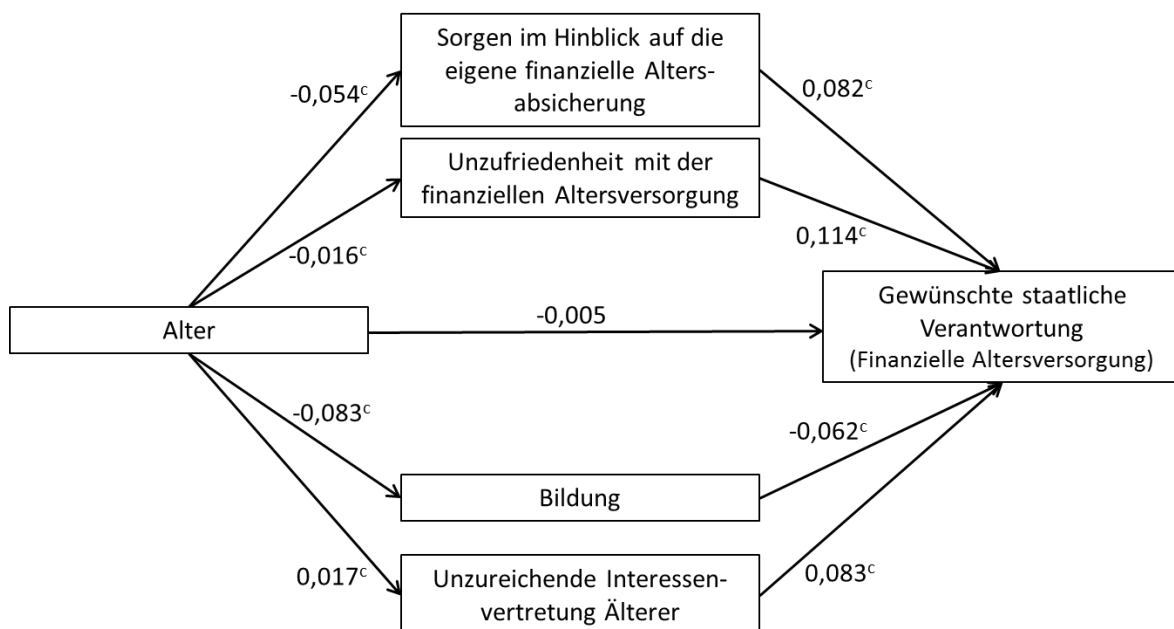 Sorgen im Hinblick auf die
eigene finanzielle Alters-
absicherung
-0,054ᶜ
0,082ᶜ
Unzufriedenheit mit der
finanziellen Altersversorgung
-0,016ᶜ
0,114ᶜ
Alter
-0,005
Gewünschte staatliche
Verantwortung
(Finanzielle Altersversorgung)
-0,083ᶜ
-0,062ᶜ
Bildung
0,017ᶜ
Unzureichende Interessen-
vertretung Älterer
0,083ᶜ